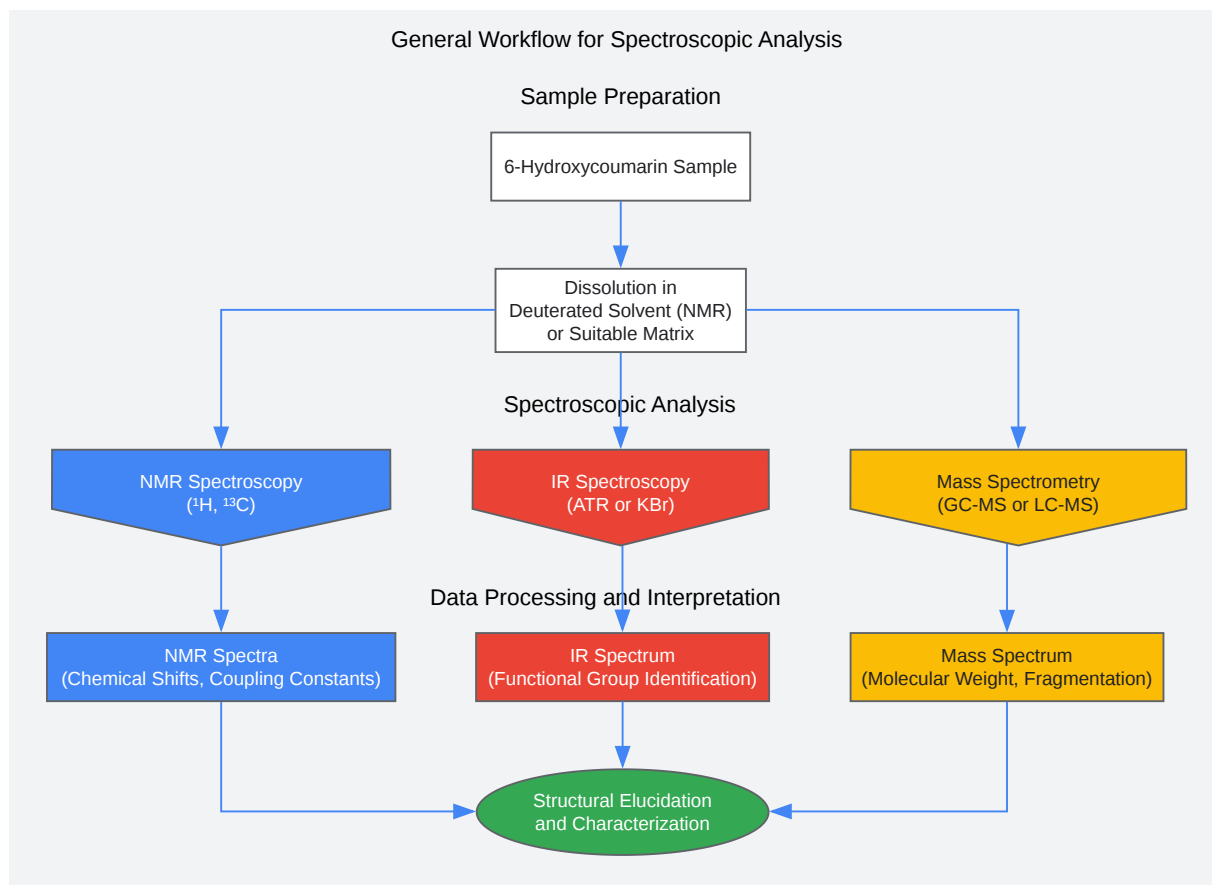 General Workflow for Spectroscopic Analysis
Sample Preparation
6-Hydroxycoumarin Sample
Dissolution in
Deuterated Solvent (NMR)
or Suitable Matrix
Spectroscopic Analysis
NMR Spectroscopy
(¹H, ¹³C)
IR Spectroscopy
(ATR or KBr)
Mass Spectrometry
(GC-MS or LC-MS)
Data Processing and Interpretation
NMR Spectra
(Chemical Shifts, Coupling Constants)
IR Spectrum
(Functional Group Identification)
Mass Spectrum
(Molecular Weight, Fragmentation)
Structural Elucidation
and Characterization